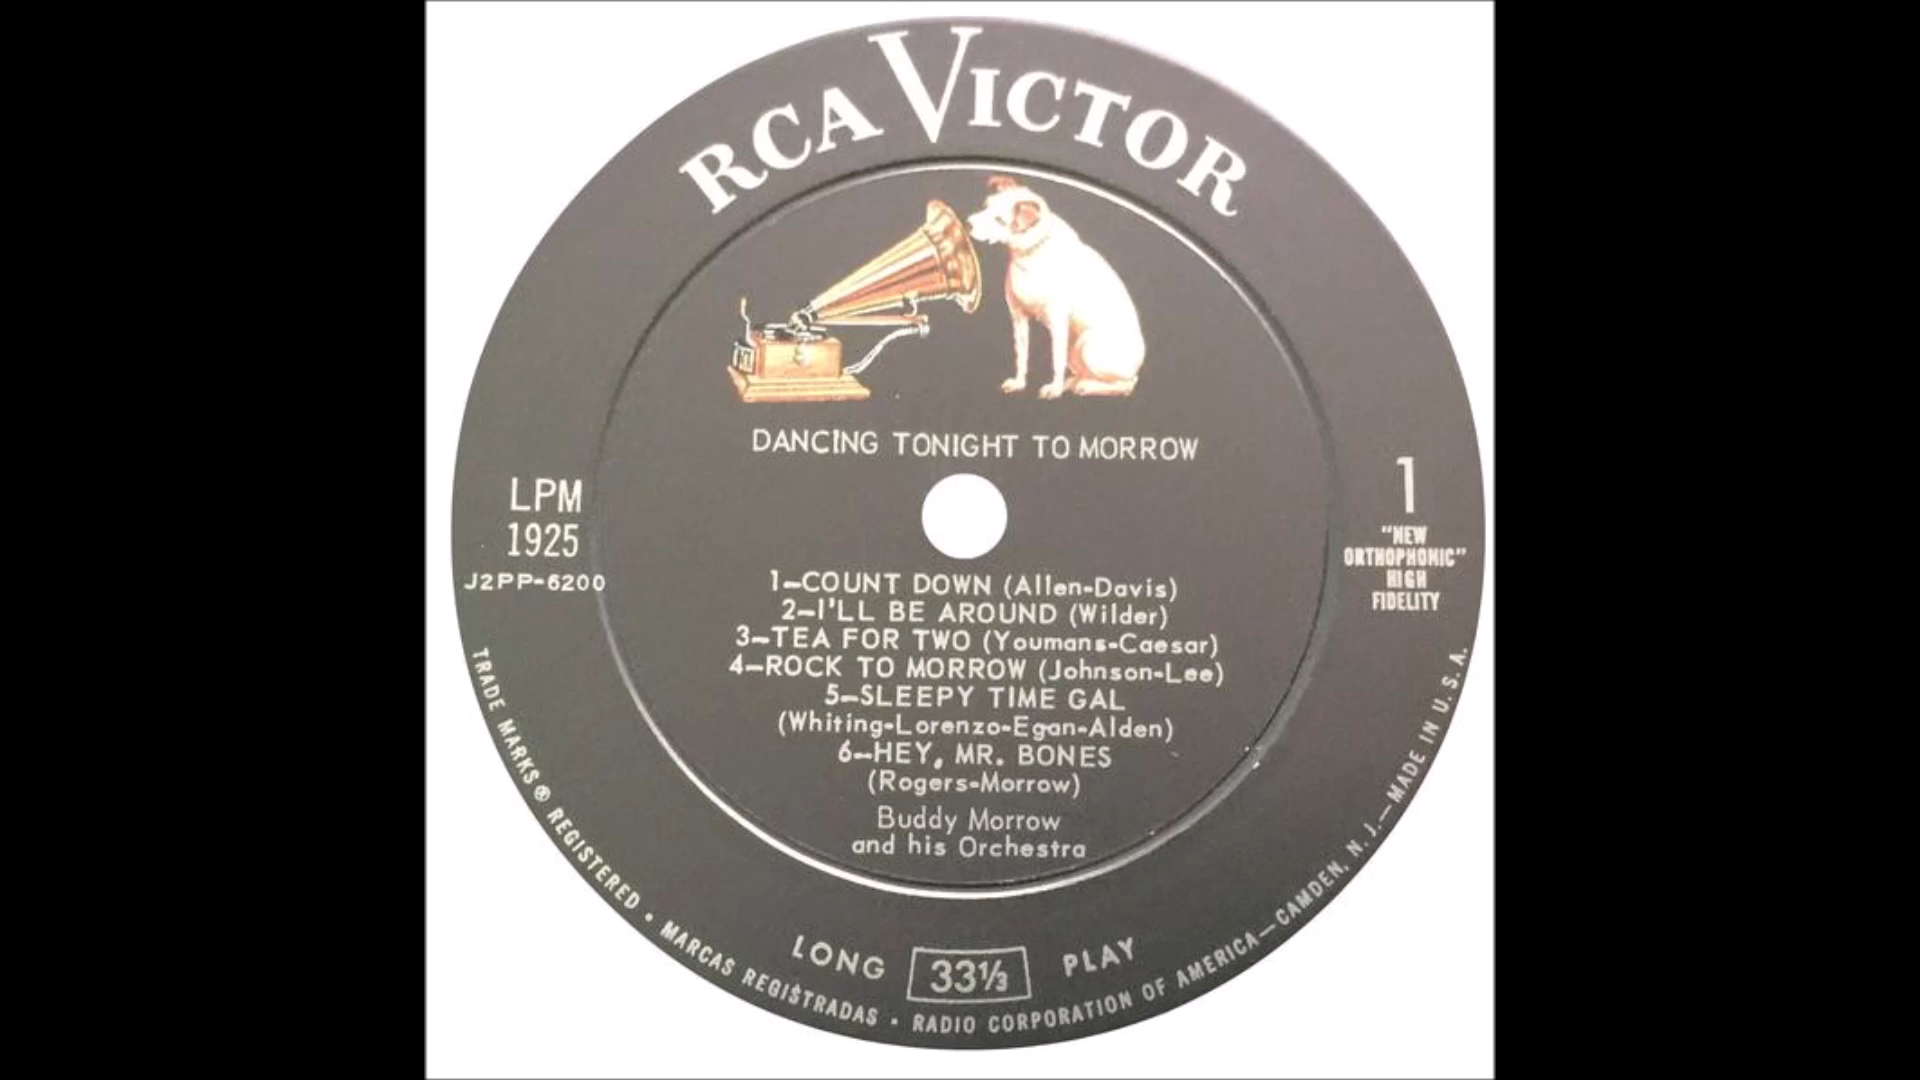 RCA VICTOR
DANCING TONIGHT TO MORROW
LPM
1925
J2PP-6200
1
"NEW
ORTHOPHONIC"
HIGH
FIDELITY
1-COUNT DOWN (Allen-Davis)
2-I'LL BE AROUND (Wilder)
3-TEA FOR TWO (Youmans-Caesar)
4-ROCK TO MORROW (Johnson-Lee)
5-SLEEPY TIME GAL
(Whiting-Lorenzo-Egan-Alden)
6-HEY, MR. BONES
(Rogers-Morrow)
Buddy Morrow
and his Orchestra
LONG 33⅓ PLAY
TRADE MARKS ® REGISTERED • MARCAS REGISTRADAS • RADIO CORPORATION OF AMERICA—CAMDEN, N. J.—MADE IN U. S. A.